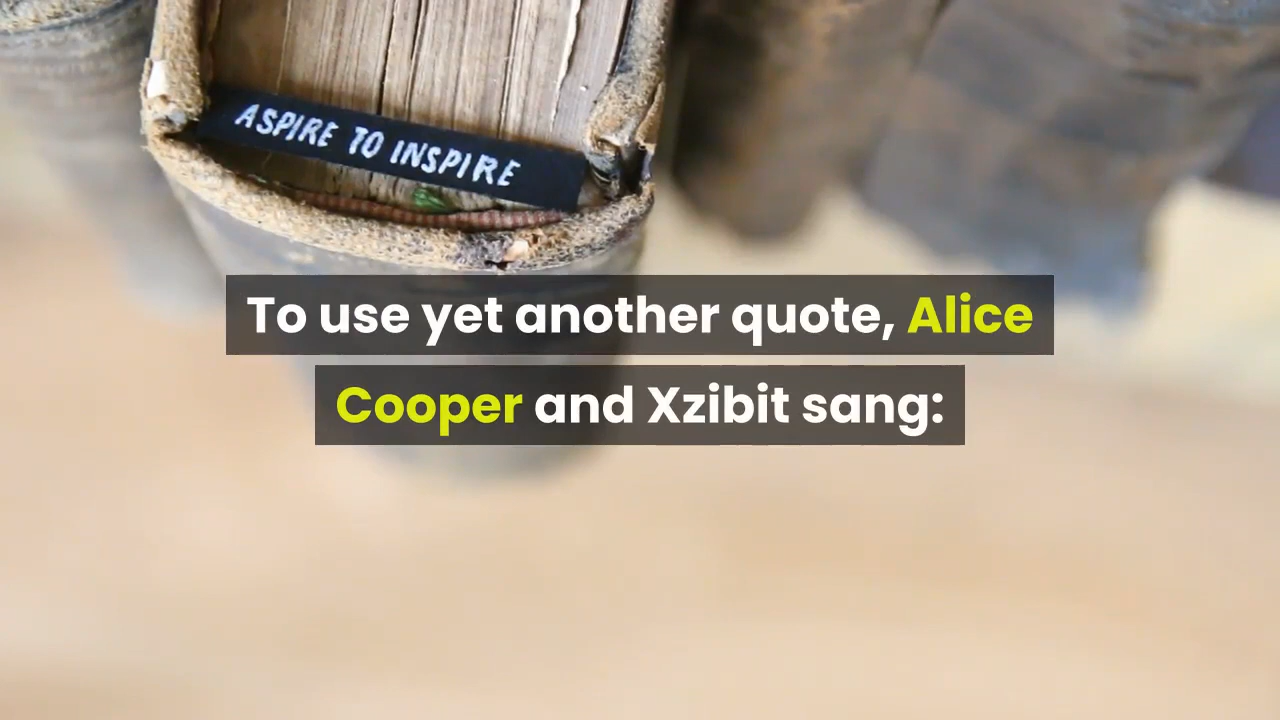 ASPIRE TO INSPIRE
To use yet another quote, Alice
Cooper and Xzibit sang: